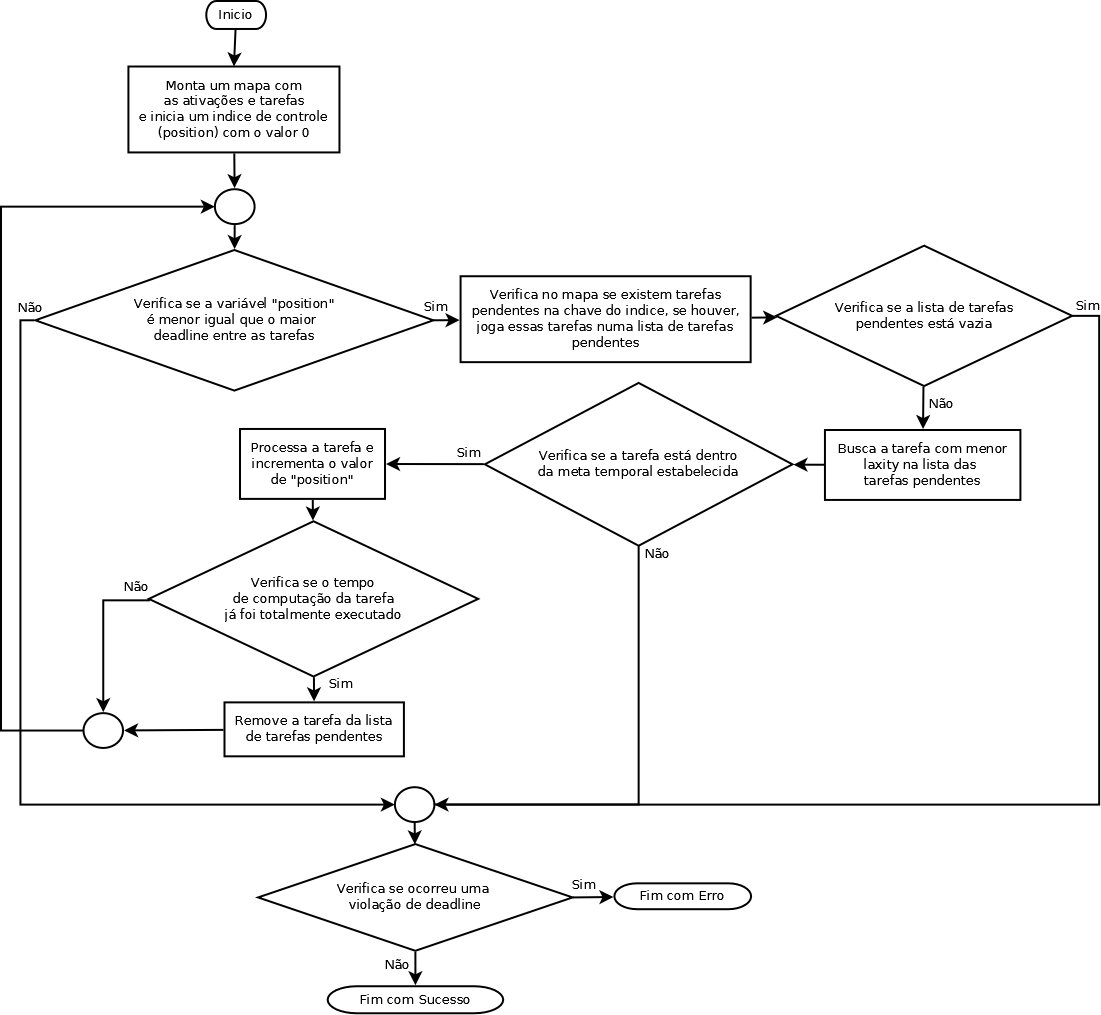 Inicio
Monta um mapa com
as ativações e tarefas
e inicia um indice de controle
(position) com o valor 0
Verifica se a variável "position"
é menor igual que o maior
deadline entre as tarefas
Não
Sim
Verifica no mapa se existem tarefas
pendentes na chave do indice, se houver,
joga essas tarefas numa lista de tarefas
pendentes
Verifica se a lista de tarefas
pendentes está vazia
Sim
Não
Busca a tarefa com menor
laxity na lista das
tarefas pendentes
Verifica se a tarefa está dentro
da meta temporal estabelecida
Sim
Não
Processa a tarefa e
incrementa o valor
de "position"
Verifica se o tempo
de computação da tarefa
já foi totalmente executado
Não
Sim
Remove a tarefa da lista
de tarefas pendentes
Verifica se ocorreu uma
violação de deadline
Sim
Fim com Erro
Não
Fim com Sucesso